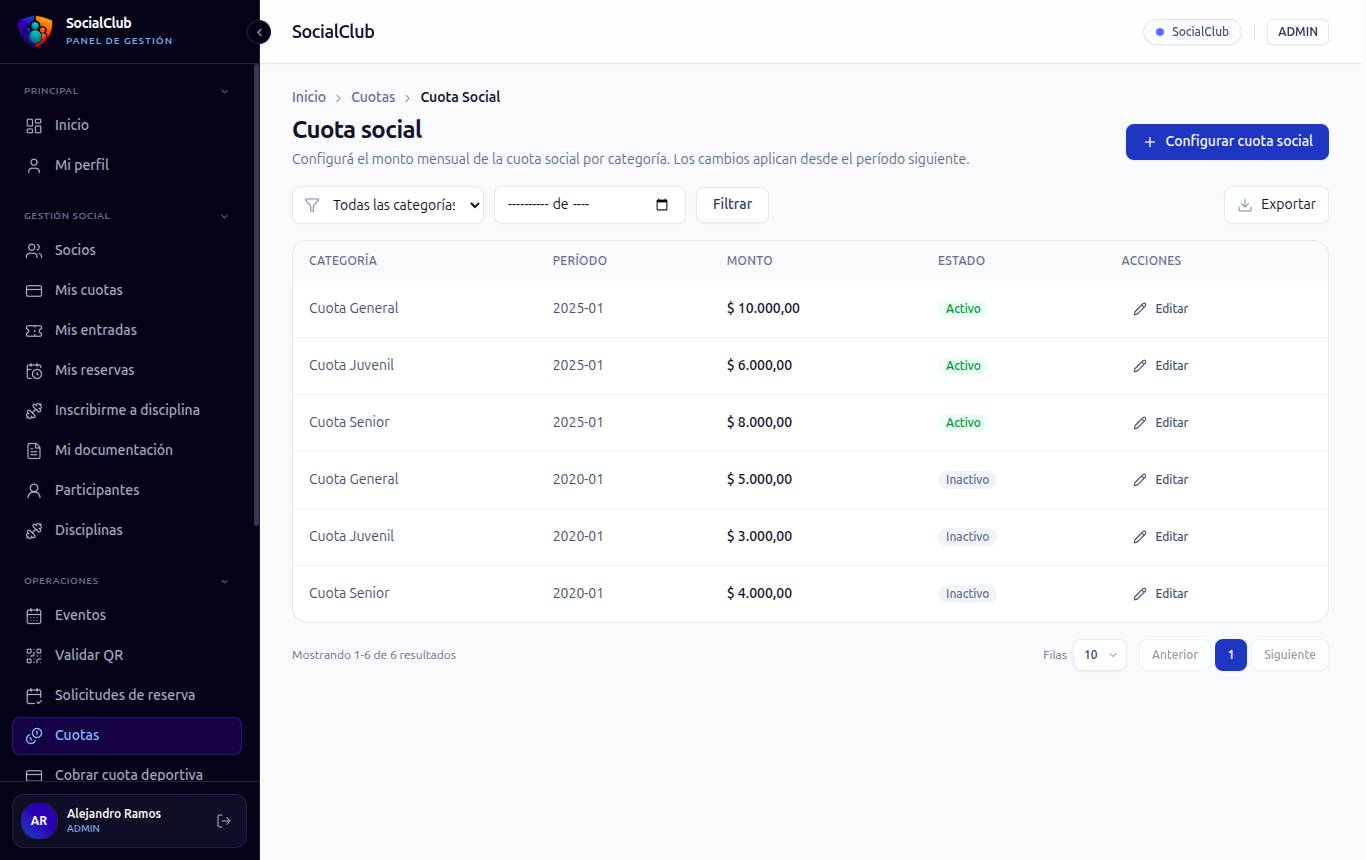 SocialClub
PANEL DE GESTIÓN
PRINCIPAL
Inicio
Mi perfil
GESTIÓN SOCIAL
Socios
Mis cuotas
Mis entradas
Mis reservas
Inscribirme a disciplina
Mi documentación
Participantes
Disciplinas
OPERACIONES
Eventos
Validar QR
Solicitudes de reserva
Cuotas
Cobrar cuota deportiva
AR
Alejandro Ramos
ADMIN
SocialClub
SocialClub
ADMIN
Inicio > Cuotas > Cuota Social
Cuota social
Configurá el monto mensual de la cuota social por categoría. Los cambios aplican desde el período siguiente.
+ Configurar cuota social
Todas las categorías
---------- de ----
Filtrar
Exportar
CATEGORÍA PERÍODO MONTO ESTADO ACCIONES
Cuota General 2025-01 $ 10.000,00 Activo Editar
Cuota Juvenil 2025-01 $ 6.000,00 Activo Editar
Cuota Senior 2025-01 $ 8.000,00 Activo Editar
Cuota General 2020-01 $ 5.000,00 Inactivo Editar
Cuota Juvenil 2020-01 $ 3.000,00 Inactivo Editar
Cuota Senior 2020-01 $ 4.000,00 Inactivo Editar
Mostrando 1-6 de 6 resultados
Filas 10 Anterior 1 Siguiente